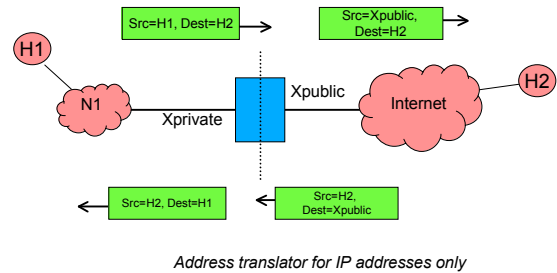 Src=H1, Dest=H2
Src=Xpublic,
Dest=H2
H1
H2
N1
Xpublic
Internet
Xprivate
Src=H2, Dest=H1
Src=H2,
Dest=Xpublic
Address translator for IP addresses only